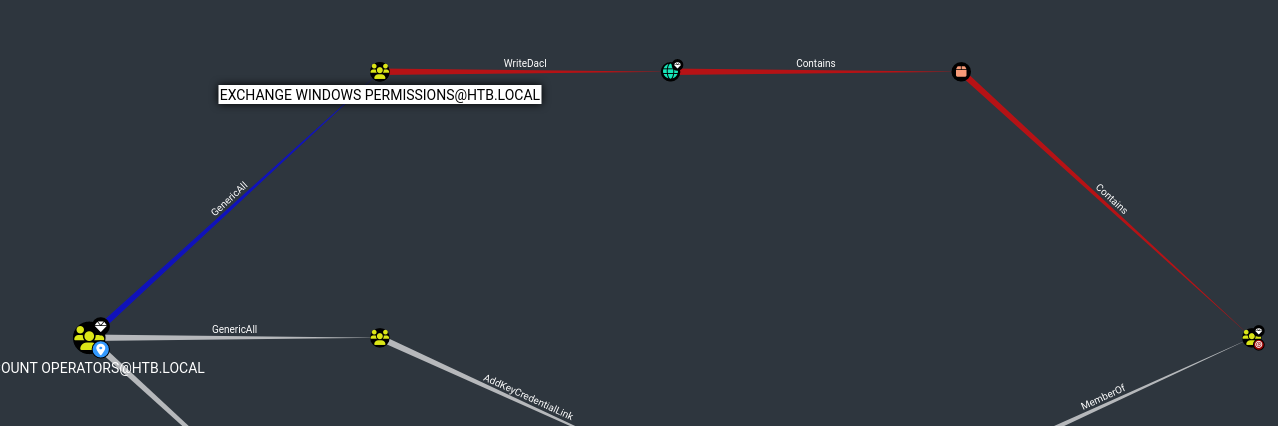 WriteDacl
Contains
EXCHANGE WINDOWS PERMISSIONS@HTB.LOCAL
GenericAll
Contains
GenericAll
OUNT OPERATORS@HTB.LOCAL
AddKeyCredentialLink
MemberOf